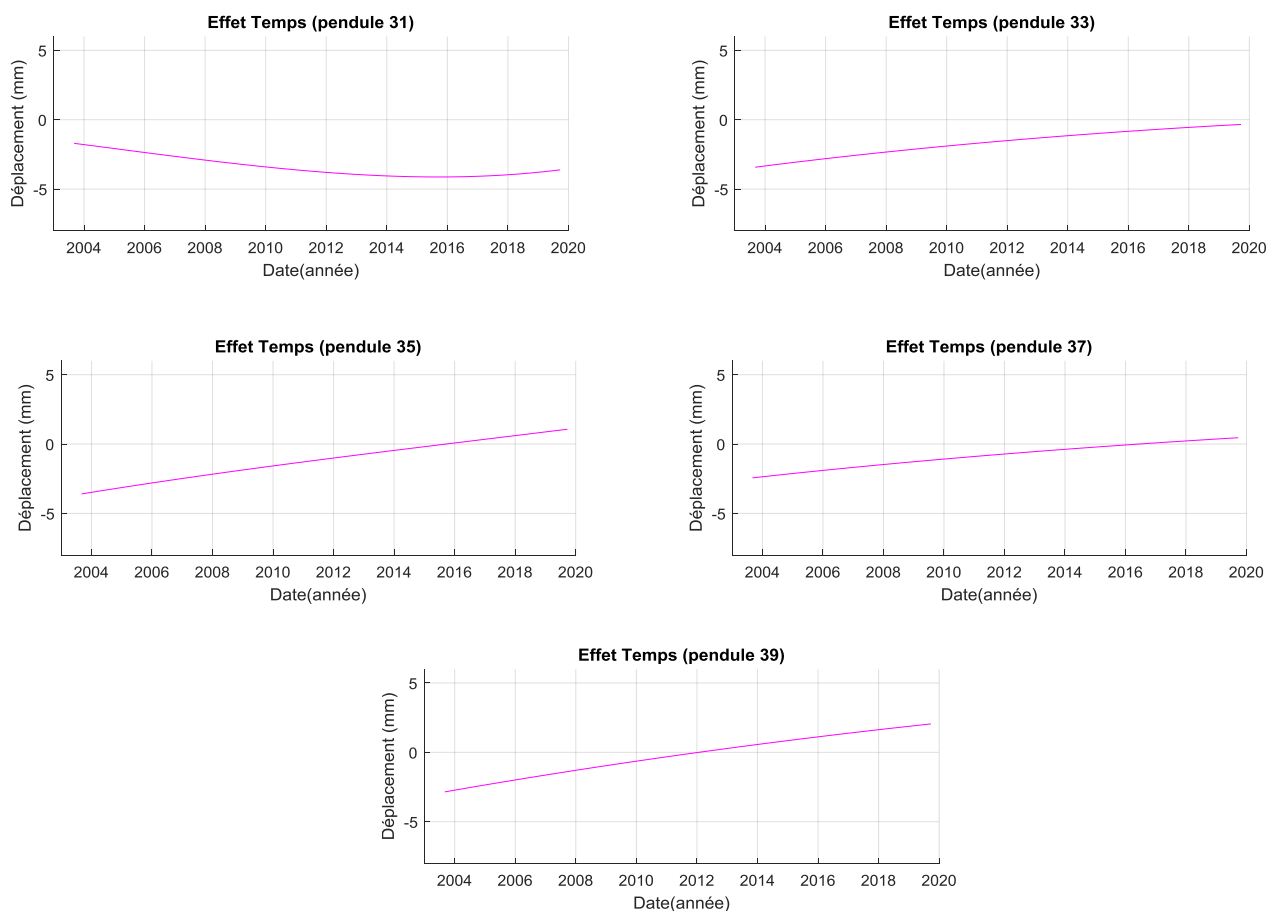 Effet Temps (pendule 31)
5
0
-5
Déplacement (mm)
2004 2006 2008 2010 2012 2014 2016 2018 2020
Date(année)
Effet Temps (pendule 33)
5
0
-5
Déplacement (mm)
2004 2006 2008 2010 2012 2014 2016 2018 2020
Date(année)
Effet Temps (pendule 35)
5
0
-5
Déplacement (mm)
2004 2006 2008 2010 2012 2014 2016 2018 2020
Date(année)
Effet Temps (pendule 37)
5
0
-5
Déplacement (mm)
2004 2006 2008 2010 2012 2014 2016 2018 2020
Date(année)
Effet Temps (pendule 39)
5
0
-5
Déplacement (mm)
2004 2006 2008 2010 2012 2014 2016 2018 2020
Date(année)